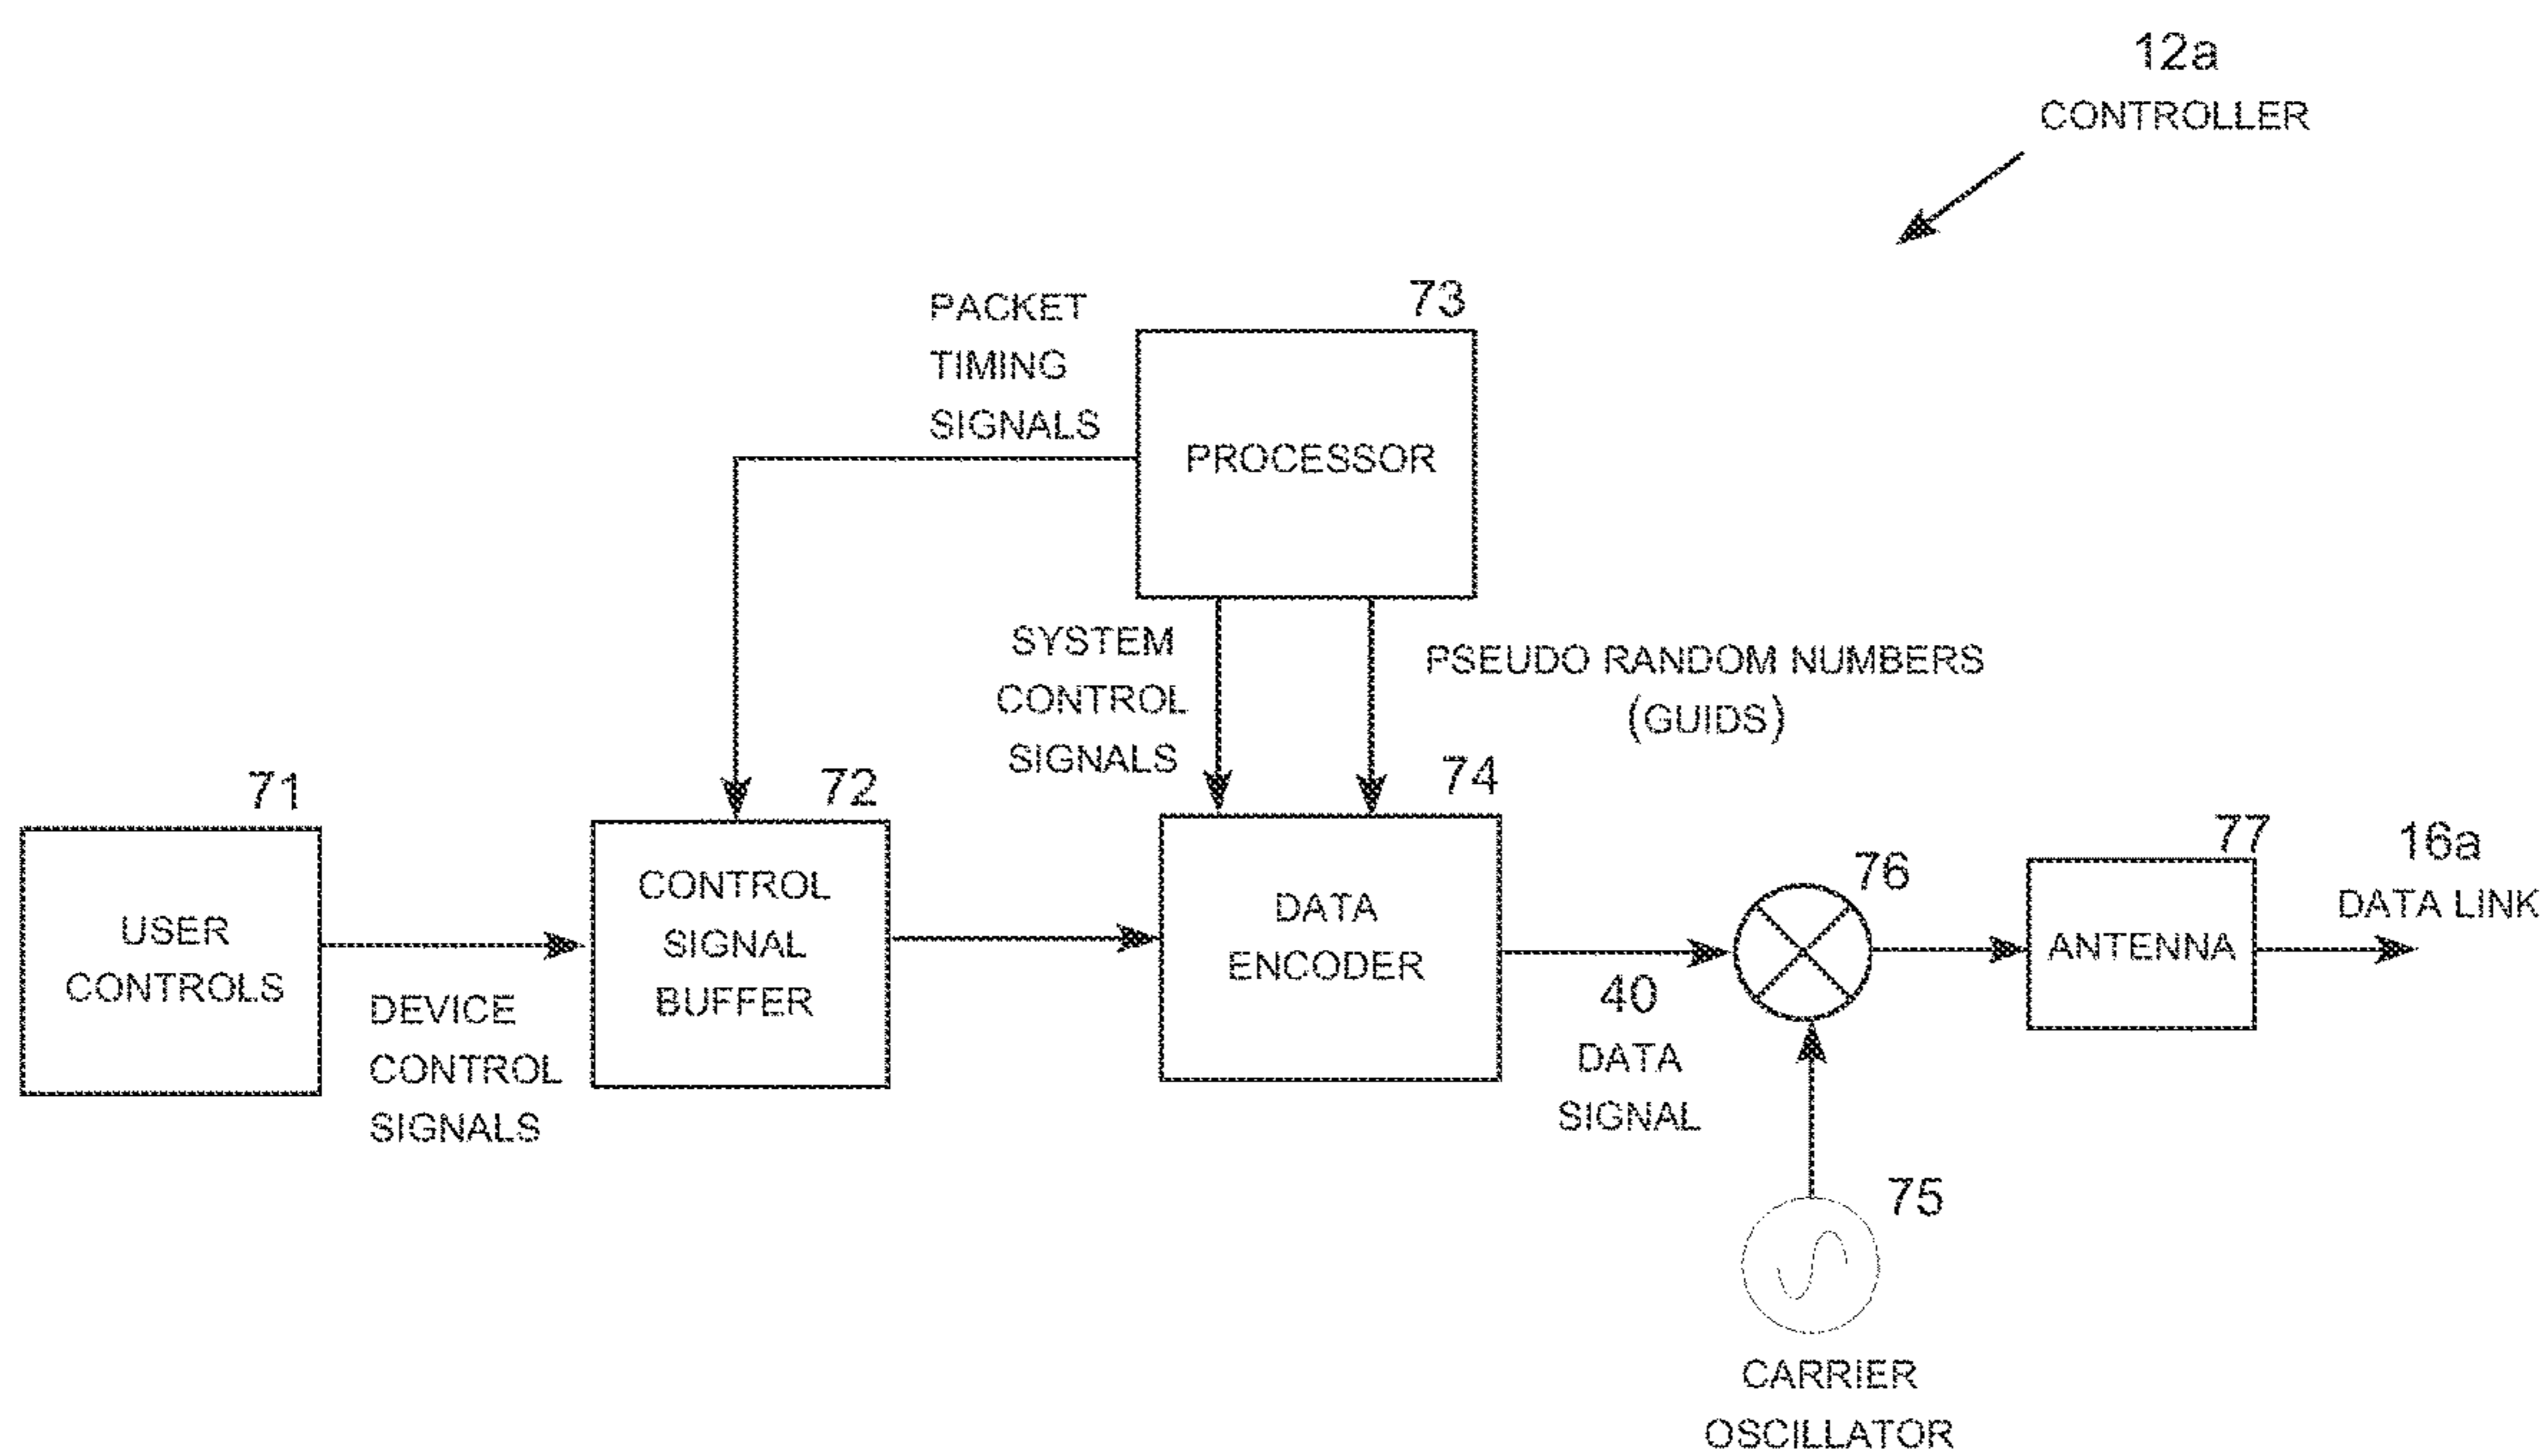 12a
CONTROLLER
PACKET
TIMING
SIGNALS
73
PROCESSOR
SYSTEM
CONTROL
SIGNALS
PSEUDO RANDOM NUMBERS
(GUIDS)
71
USER
CONTROLS
DEVICE
CONTROL
SIGNALS
72
CONTROL
SIGNAL
BUFFER
74
DATA
ENCODER
40
DATA
SIGNAL
76
75
CARRIER
OSCILLATOR
77
ANTENNA
16a
DATA LINK